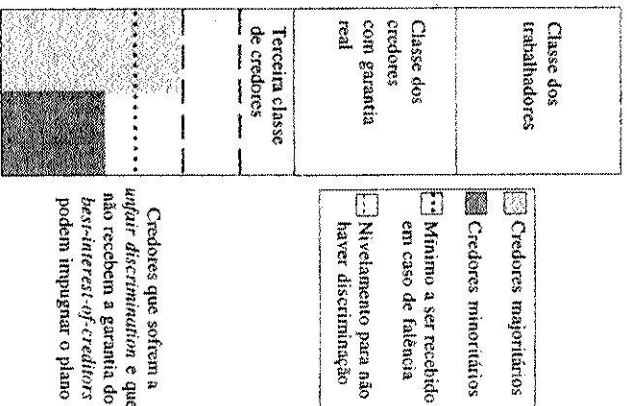 Classe dos
trabalhadores
Classe dos
credores
com garantia
real
Terceira classe
de credores
Credores majoritários
Credores minoritários
Mínimo a ser recebido
em caso de falência
Nivelamento para não
haver discriminação
Credores que sofrem a
unfair discrimination e que
não recebem a garantia do
best-interest-of-creditors
podem impugnar o plano